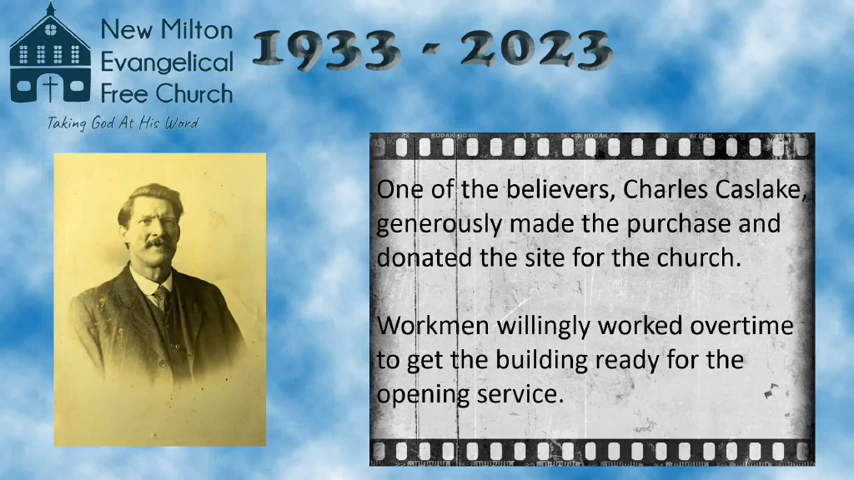 New Milton
Evangelical
Free Church
Taking God At His Word
1933 - 2023
One of the believers, Charles Caslake,
generously made the purchase and
donated the site for the church.
Workmen willingly worked overtime
to get the building ready for the
opening service.